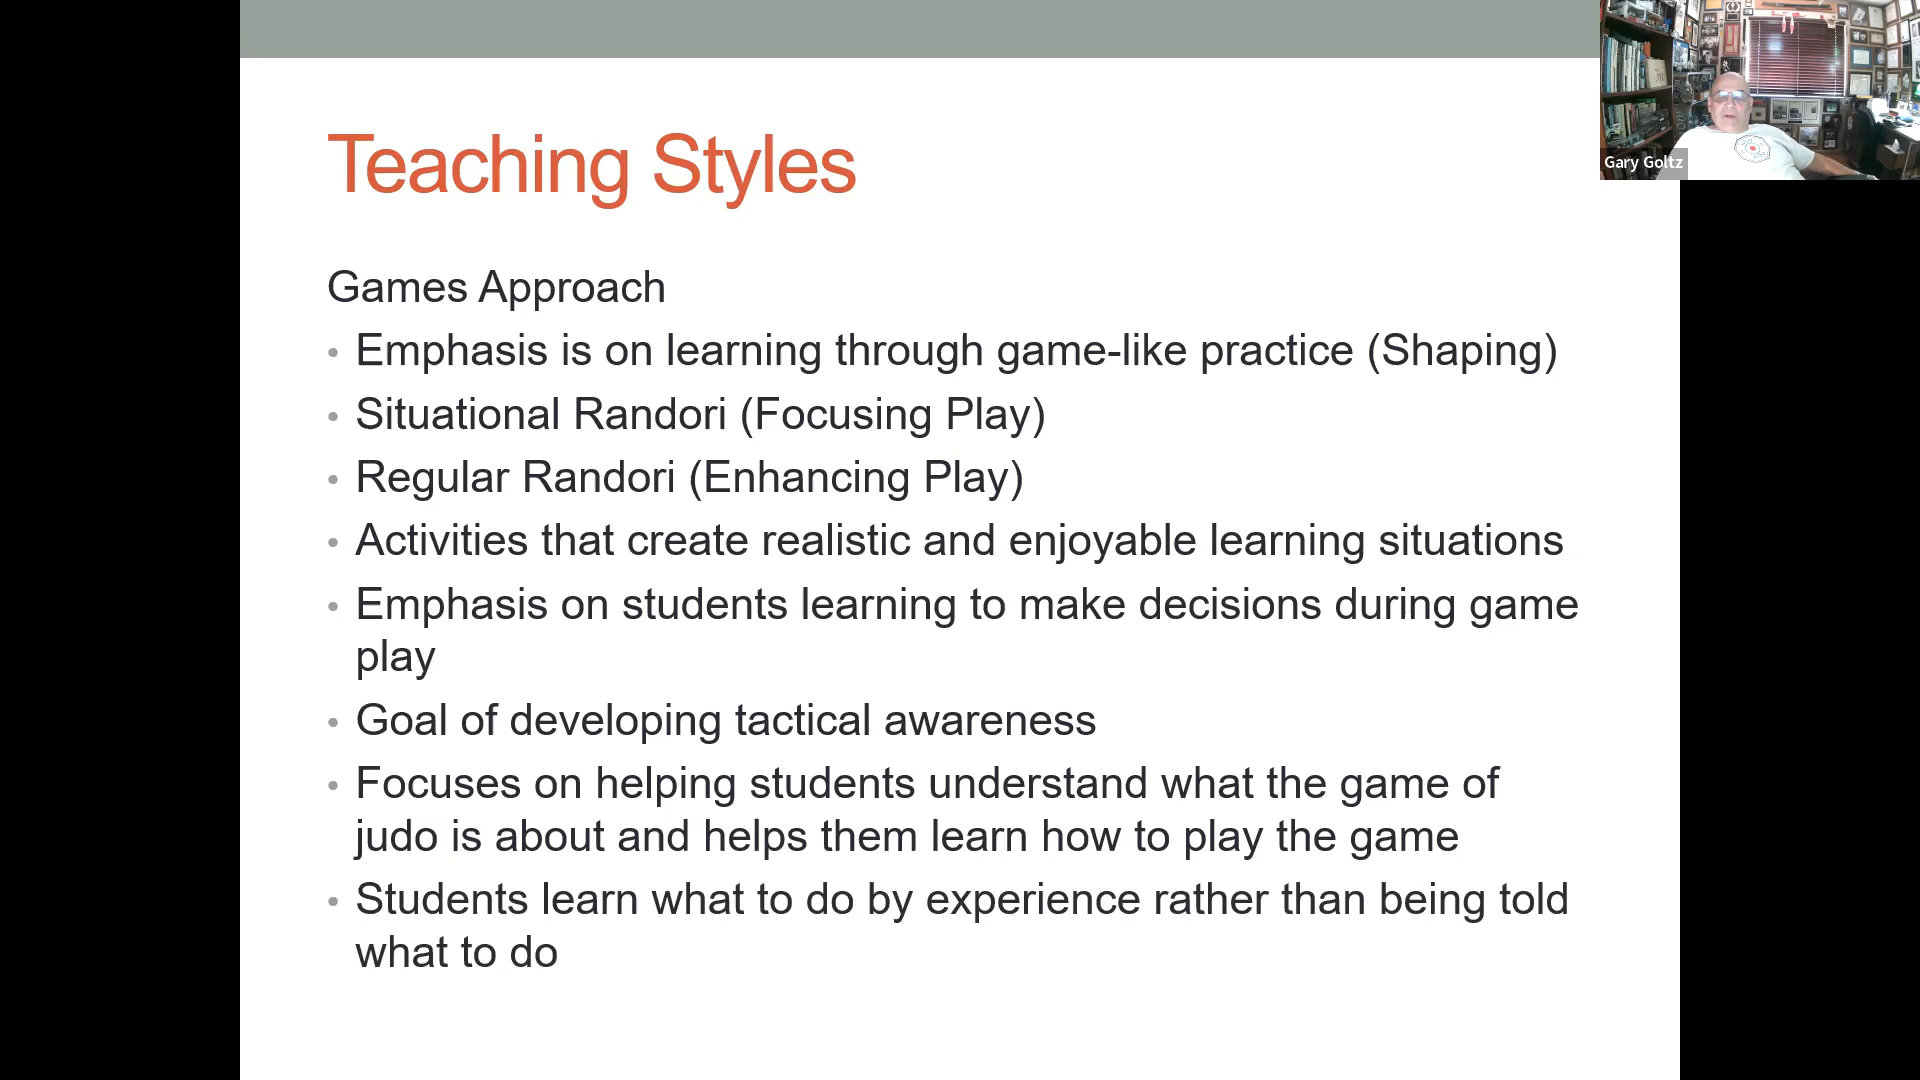 Teaching Styles
Games Approach
• Emphasis is on learning through game-like practice (Shaping)
• Situational Randori (Focusing Play)
• Regular Randori (Enhancing Play)
• Activities that create realistic and enjoyable learning situations
• Emphasis on students learning to make decisions during game
play
• Goal of developing tactical awareness
• Focuses on helping students understand what the game of
judo is about and helps them learn how to play the game
• Students learn what to do by experience rather than being told
what to do
Gary Goltz